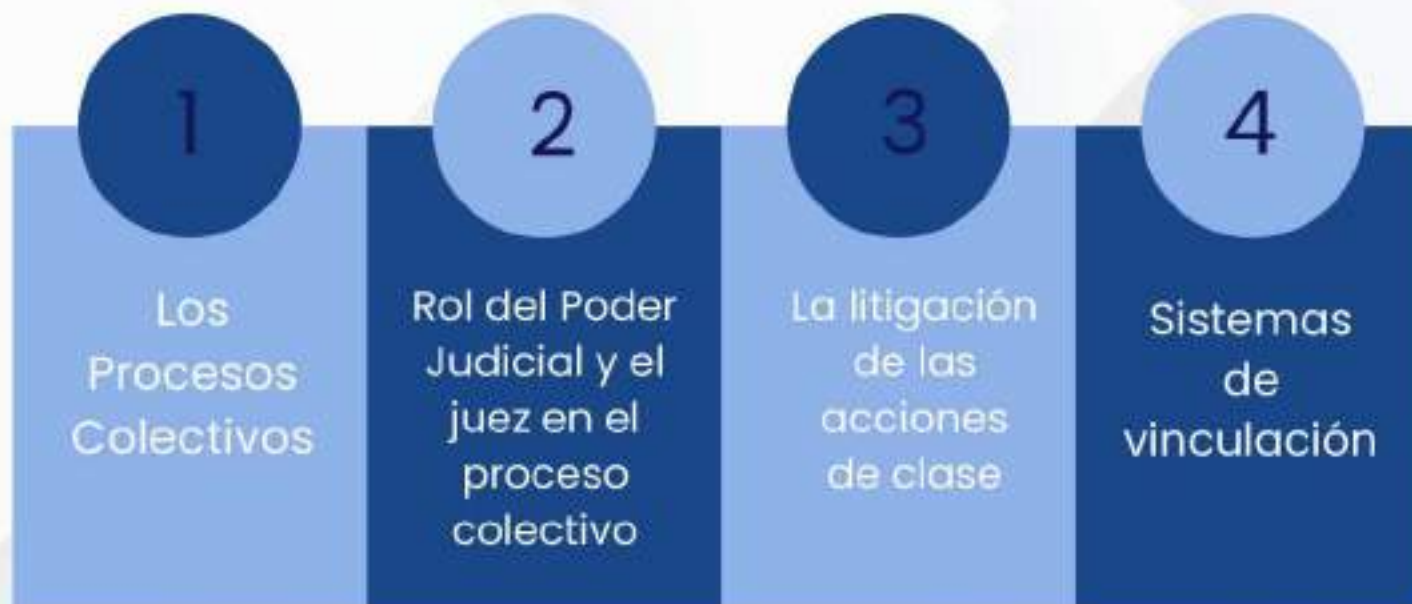 1
Los
Procesos
Colectivos
2
Rol del Poder
Judicial y el
juez en el
proceso
colectivo
3
La litigación
de las
acciones
de clase
4
Sistemas
de
vinculación